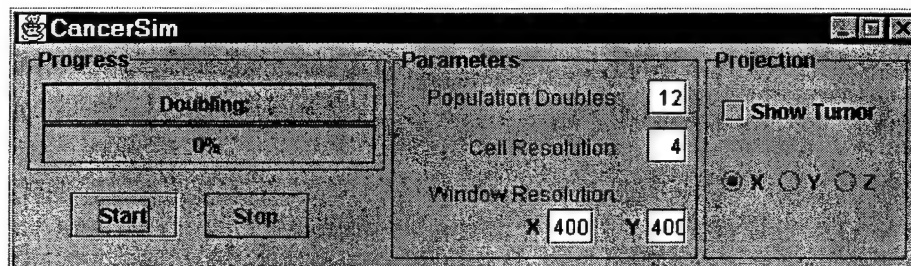 CancerSim
Progress
Doubling:
0%
Start
Stop
Parameters
Population Doubles 12
Cell Resolution 4
Window Resolution
X 400 Y 400
Projection
Show Tumor
X Y Z